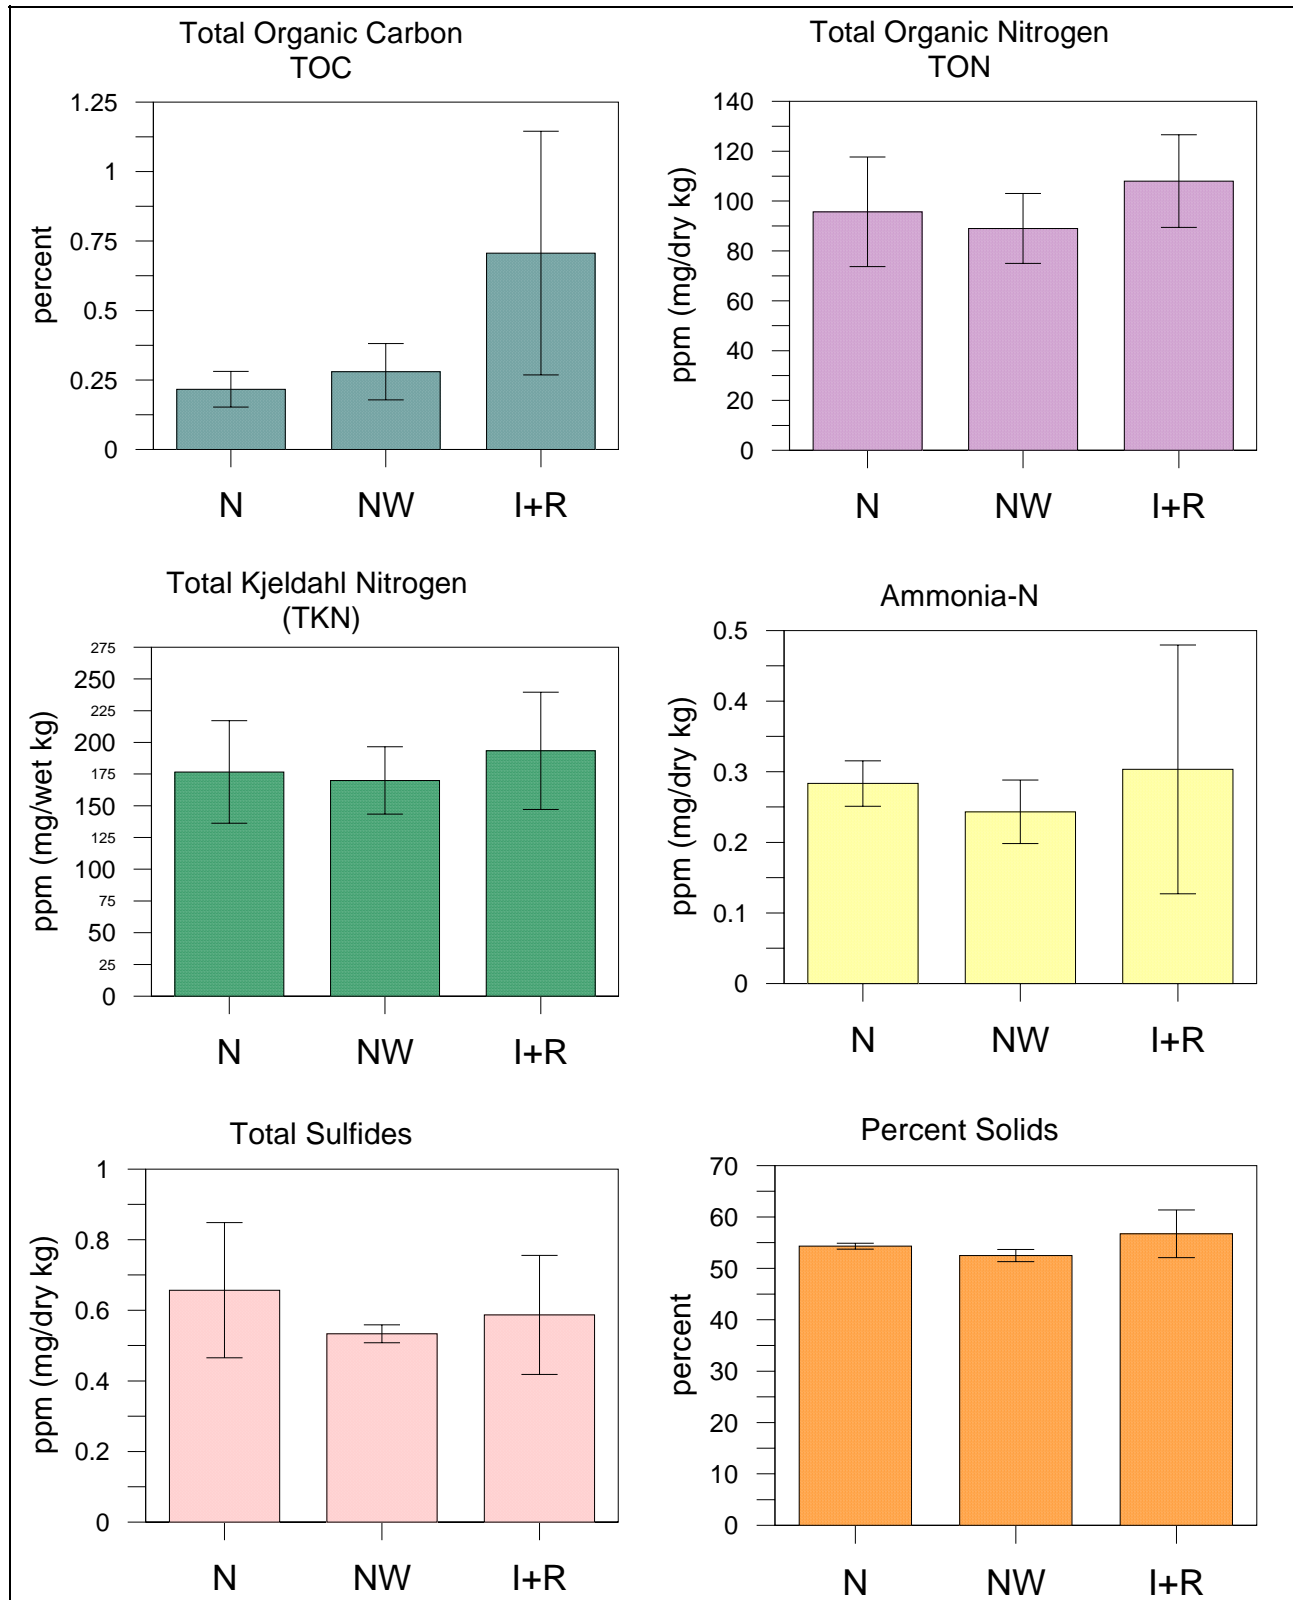 Total Organic Carbon
TOC
percent
1.25
1
0.75
0.5
0.25
0
N NW I+R
Total Organic Nitrogen
TON
ppm (mg/dry kg)
140
120
100
80
60
40
20
0
N NW I+R
Total Kjeldahl Nitrogen
(TKN)
ppm (mg/wet kg)
275
250
225
200
175
150
125
100
75
50
25
0
N NW I+R
Ammonia-N
ppm (mg/dry kg)
0.5
0.4
0.3
0.2
0.1
0
N NW I+R
Total Sulfides
ppm (mg/dry kg)
1
0.8
0.6
0.4
0.2
0
N NW I+R
Percent Solids
percent
70
60
50
40
30
20
10
0
N NW I+R